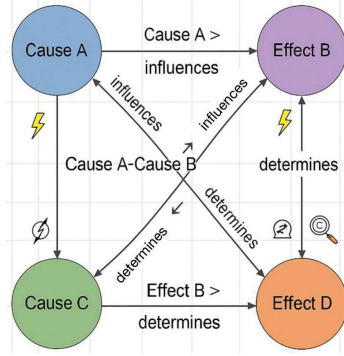 Cause A
Cause A >
influences
Effect B
influences
influences
Cause A-Cause B
determines
determines
determines
Cause C
Effect B >
determines
Effect D